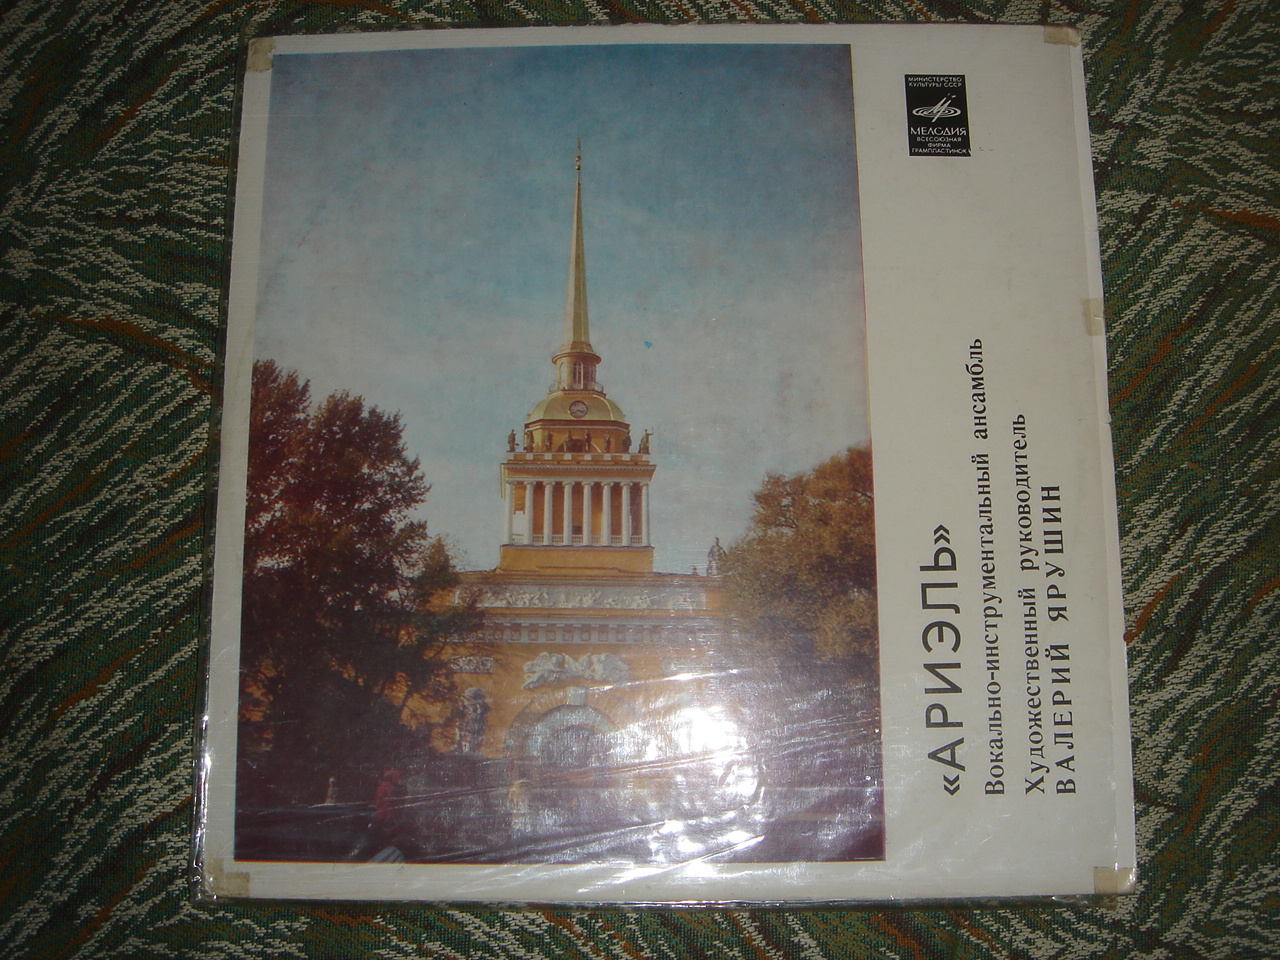 МИНИСТЕРСТВО
КУЛЬТУРЫ СССР
МЕЛОДИЯ
ВСЕСОЮЗНАЯ
ФИРМА
ГРАМПЛАСТИНОК
«АРИЭЛЬ»
Вокально-инструментальный ансамбль
Художественный руководитель
ВАЛЕРИЙ ЯРУШИН